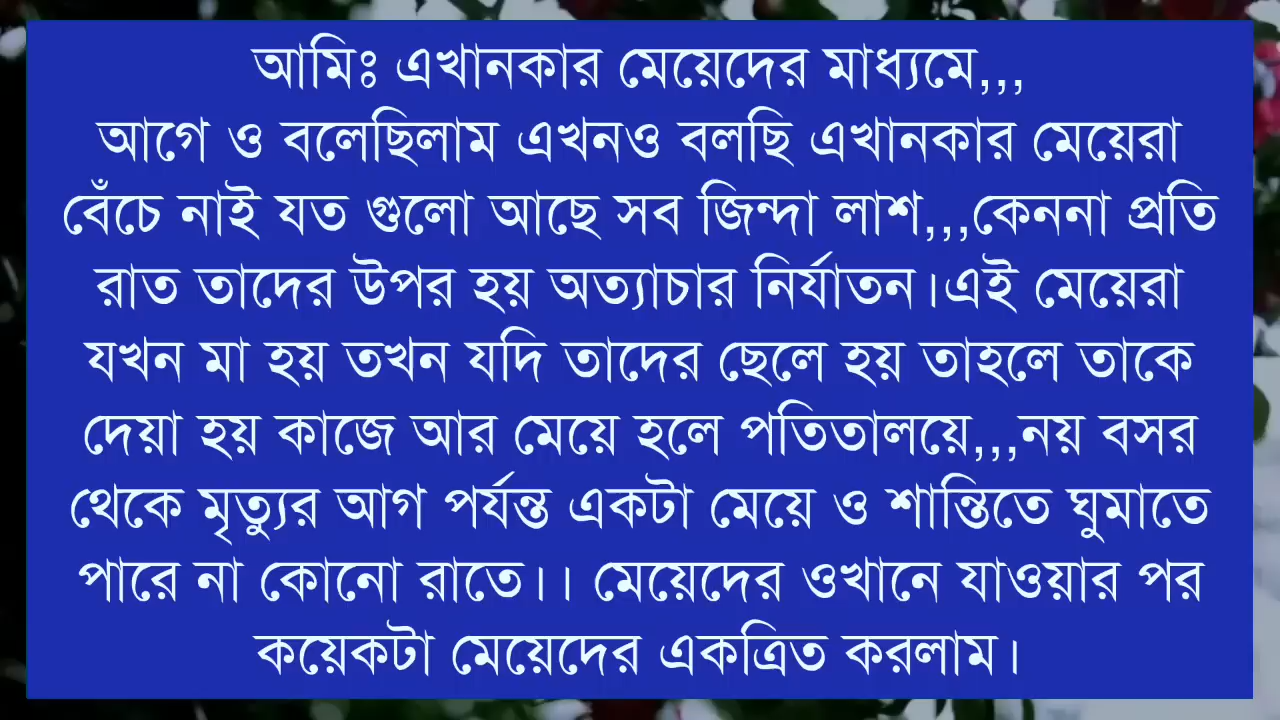 আমিঃ এখানকার মেয়েদের মাধ্যমে,,,
আগে ও বলেছিলাম এখনও বলছি এখানকার মেয়েরা
বেঁচে নাই যত গুলো আছে সব জিন্দা লাশ,,,কেননা প্রতি
রাত তাদের উপর হয় অত্যাচার নির্যাতন।এই মেয়েরা
যখন মা হয় তখন যদি তাদের ছেলে হয় তাহলে তাকে
দেয়া হয় কাজে আর মেয়ে হলে পতিতালয়ে,,,নয় বসর
থেকে মৃত্যুর আগ পর্যন্ত একটা মেয়ে ও শান্তিতে ঘুমাতে
পারে না কোনো রাতে।। মেয়েদের ওখানে যাওয়ার পর
কয়েকটা মেয়েদের একত্রিত করলাম।